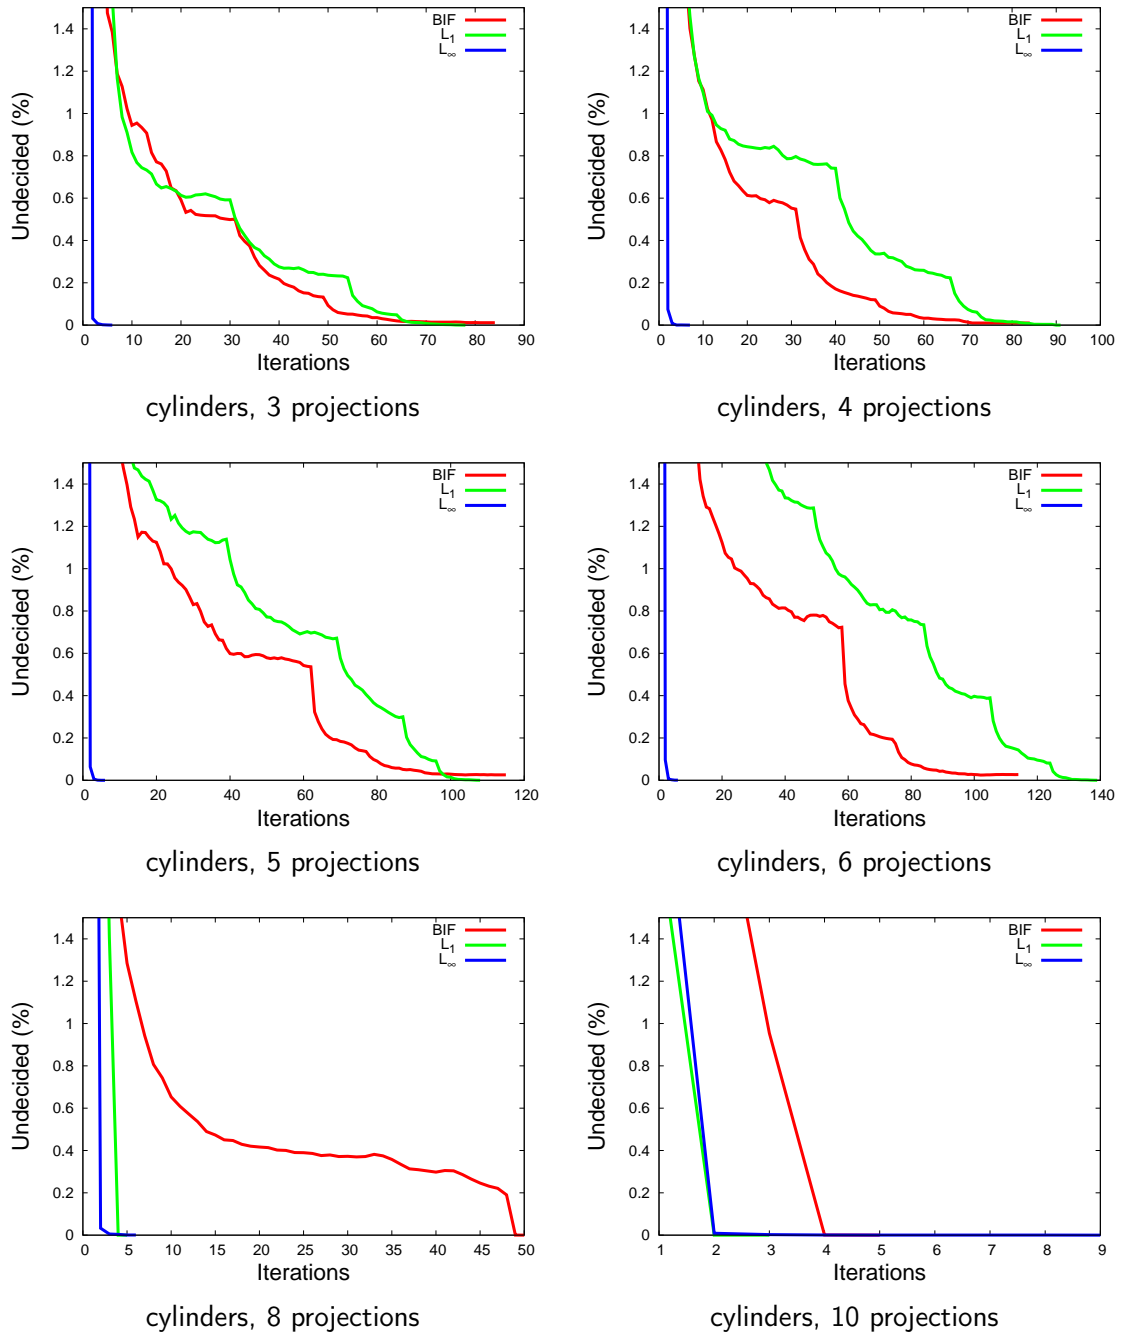 1.4
1.2
1
0.8
0.6
0.4
0.2
0
Undecided (%)
BIF
L₁
L∞
0 10 20 30 40 50 60 70 80 90
Iterations
cylinders, 3 projections
1.4
1.2
1
0.8
0.6
0.4
0.2
0
Undecided (%)
BIF
L₁
L∞
0 10 20 30 40 50 60 70 80 90 100
Iterations
cylinders, 4 projections
1.4
1.2
1
0.8
0.6
0.4
0.2
0
Undecided (%)
BIF
L₁
L∞
0 20 40 60 80 100 120
Iterations
cylinders, 5 projections
1.4
1.2
1
0.8
0.6
0.4
0.2
0
Undecided (%)
BIF
L₁
L∞
0 20 40 60 80 100 120 140
Iterations
cylinders, 6 projections
1.4
1.2
1
0.8
0.6
0.4
0.2
0
Undecided (%)
BIF
L₁
L∞
0 5 10 15 20 25 30 35 40 45 50
Iterations
cylinders, 8 projections
1.4
1.2
1
0.8
0.6
0.4
0.2
0
Undecided (%)
BIF
L₁
L∞
1 2 3 4 5 6 7 8 9
Iterations
cylinders, 10 projections